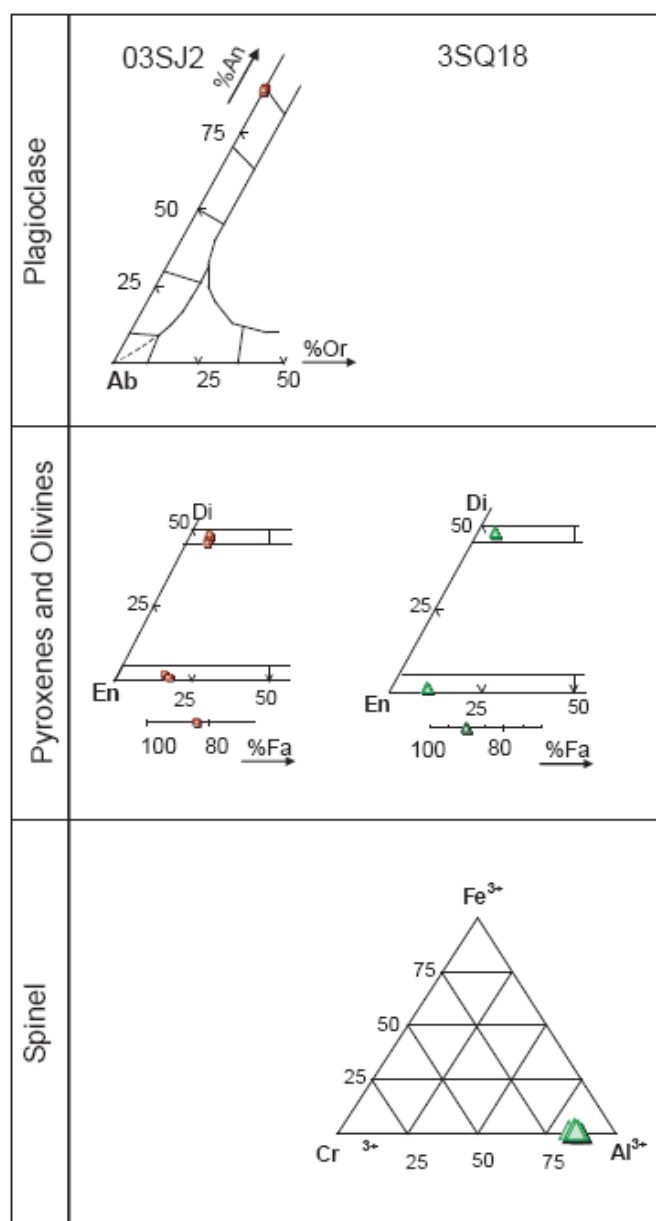 03SJ2 3SQ18
Plagioclase
%An
75
50
25
Ab 25 50 %Or
Pyroxenes and Olivines
Di
50
25
En 25 50
100 80 %Fa
Di
50
25
En 25 50
100 80 %Fa
Spinel
Fe³⁺
75
50
25
Cr ³⁺ 25 50 75 Al³⁺